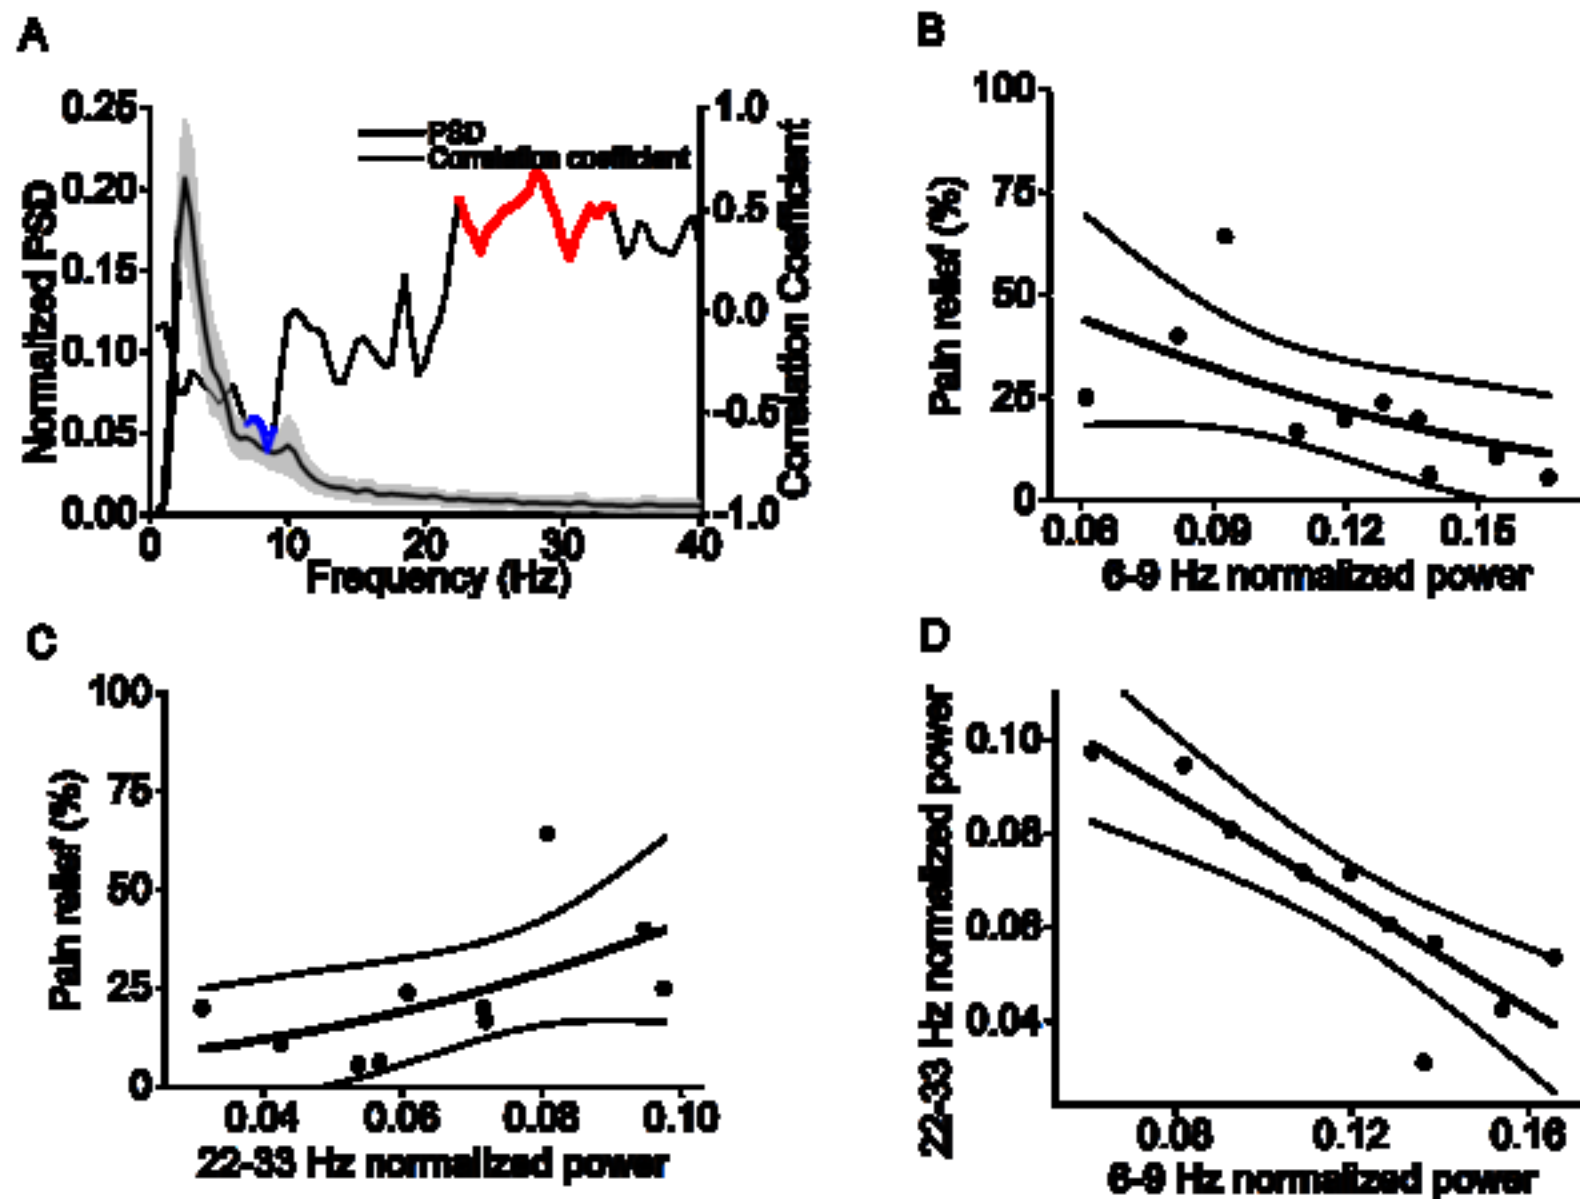 A
0.25
0.20
0.15
0.10
0.05
0.00
Normalized PSD
PSD
Correlation coefficient
1.0
0.5
0.0
-0.5
-1.0
Correlation Coefficient
0 10 20 30 40
Frequency (Hz)
B
100
75
50
25
0
Pain relief (%)
0.06 0.09 0.12 0.15
6-9 Hz normalized power
C
100
75
50
25
0
Pain relief (%)
0.04 0.06 0.08 0.10
22-33 Hz normalized power
D
0.10
0.08
0.06
0.04
22-33 Hz normalized power
0.08 0.12 0.16
6-9 Hz normalized power